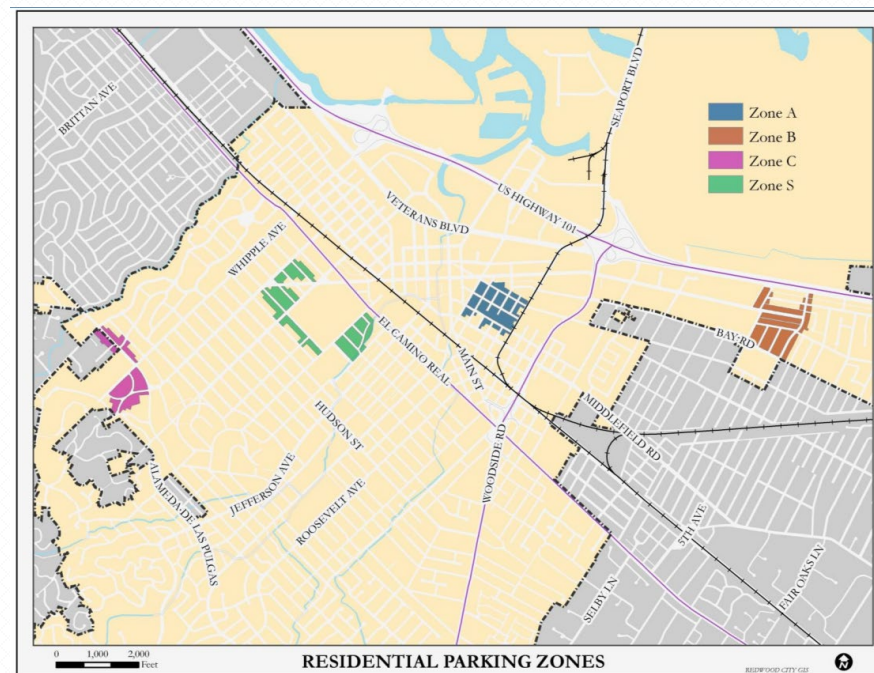 BRITTAN AVE
SEAPORT BLVD
Zone A
Zone B
Zone C
Zone S
US HIGHWAY 101
VETERANS BLVD
WHIPPLE AVE
BAY RD
EL CAMINO REAL
MAIN ST
MIDDLEFIELD RD
HUDSON ST
WOODSIDE RD
JEFFERSON AVE
ALAMEDA DE LAS PULGAS
ROOSEVELT AVE
5TH AVE
FAIR OAKS LN
SELBY LN
0 1,000 2,000
Feet
RESIDENTIAL PARKING ZONES
REDWOOD CITY GIS
N